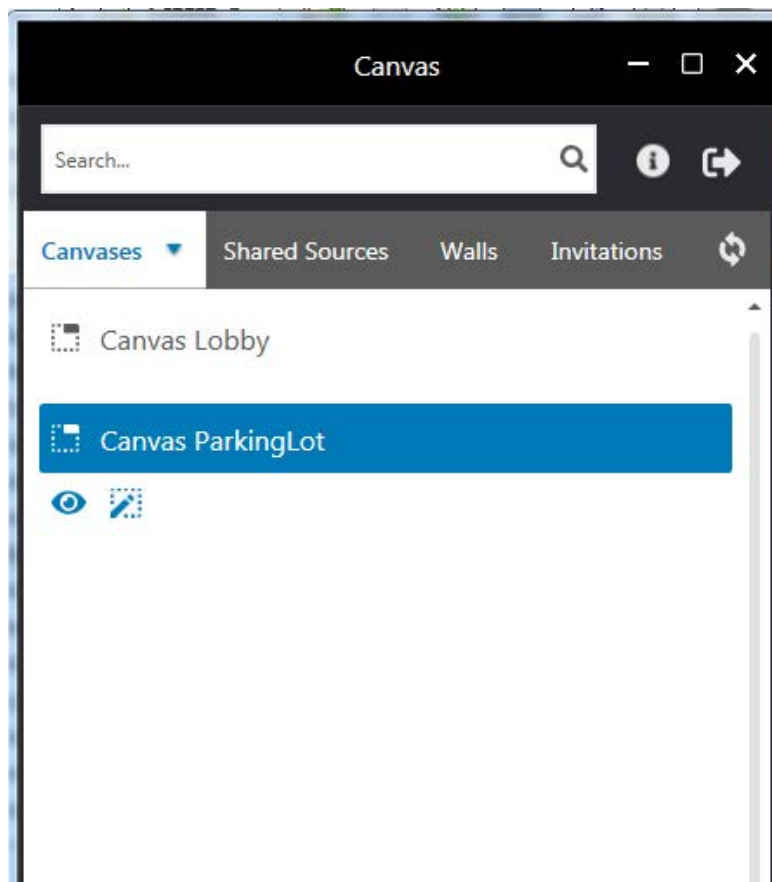 Canvas
Search...
Canvases Shared Sources Walls Invitations
Canvas Lobby
Canvas ParkingLot